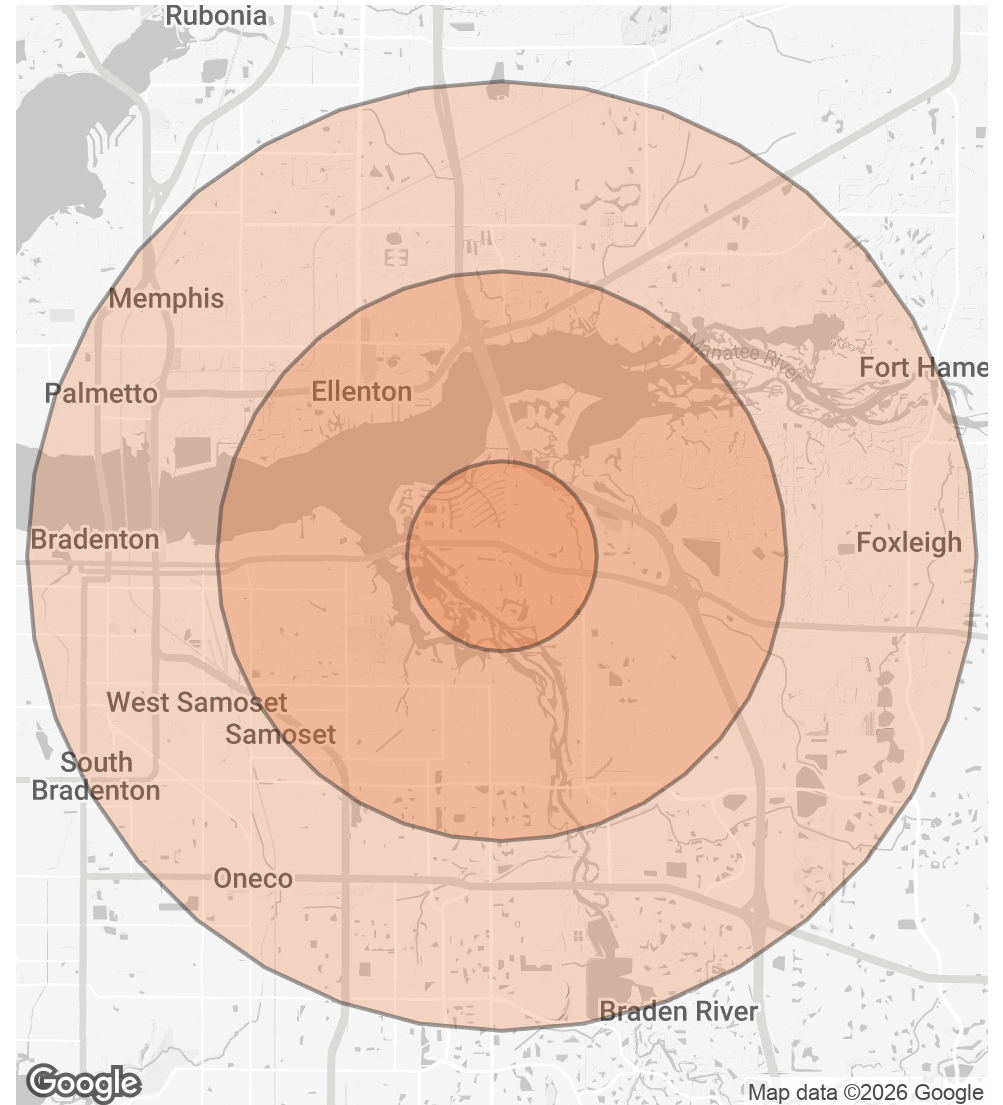 Rubonia
Memphis
Manatee River
Fort Hame
Palmetto
Ellenton
Bradenton
Foxleigh
West Samoset
Samoset
South
Bradenton
Oneco
Braden River
Google
Map data ©2026 Google